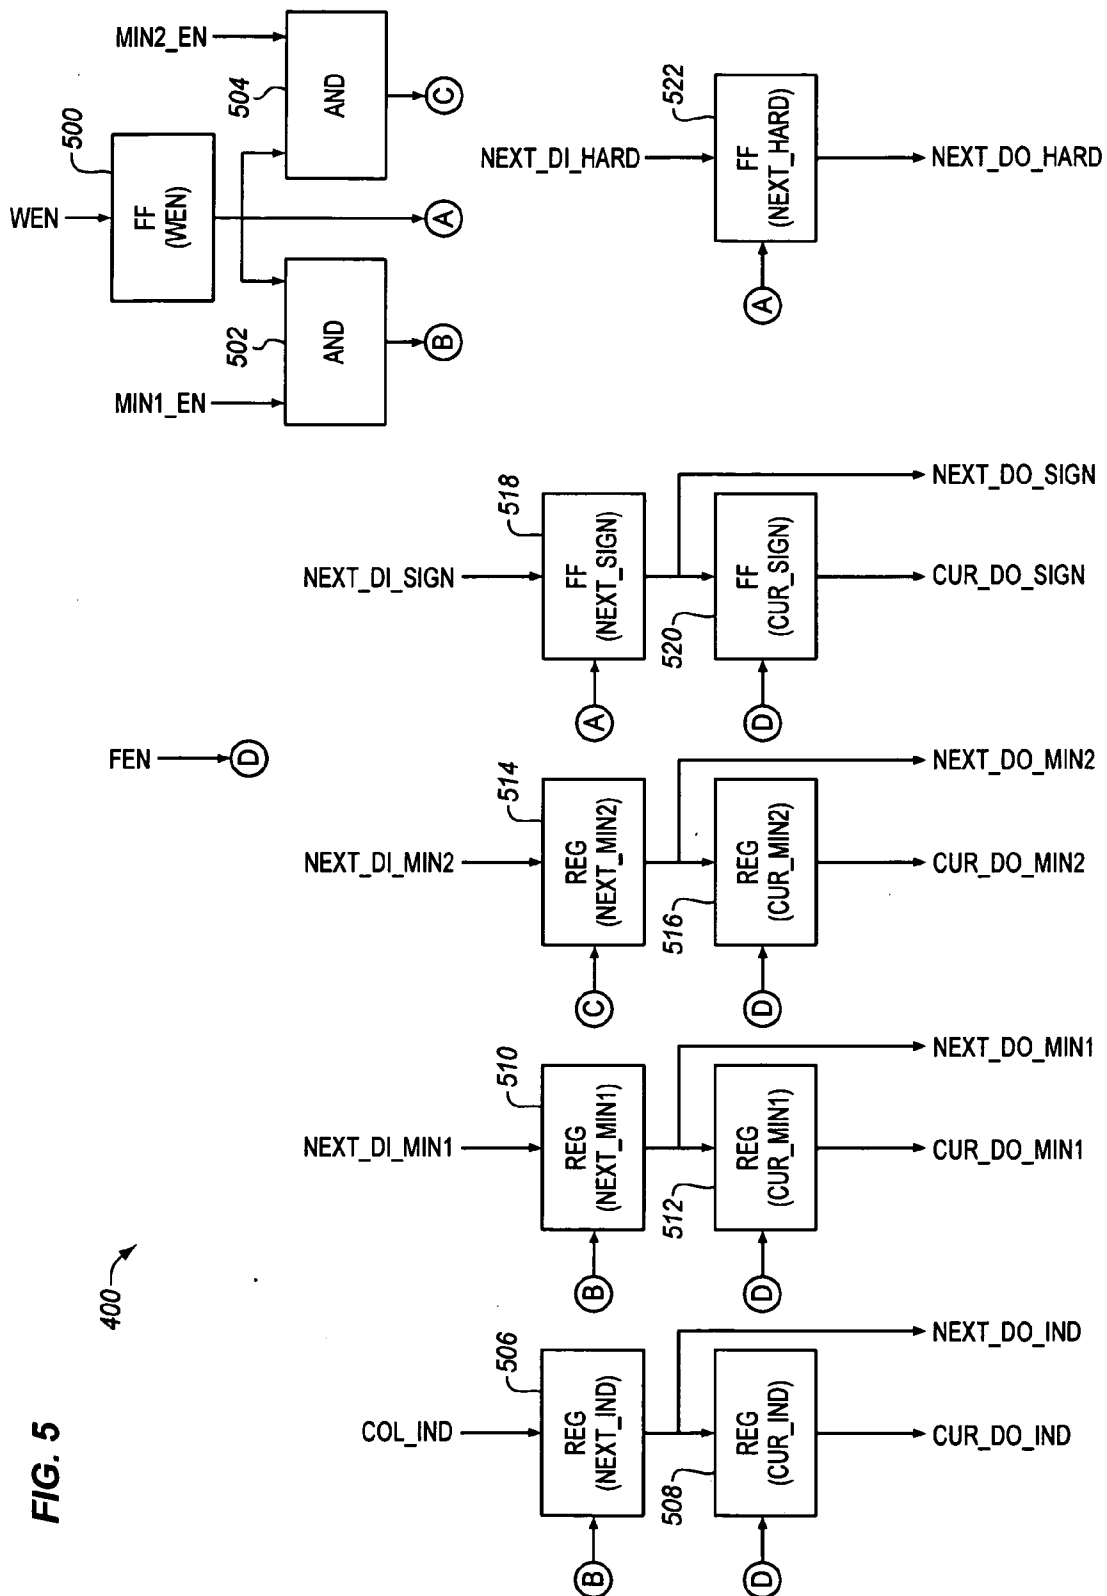 FIG. 5
400
FEN
D
WEN
500
FF
(WEN)
MIN1_EN
502
AND
B
A
MIN2_EN
504
AND
C
COL_IND
506
B
REG
(NEXT_IND)
508
D
REG
(CUR_IND)
NEXT_DO_IND
CUR_DO_IND
NEXT_DI_MIN1
510
B
REG
(NEXT_MIN1)
512
D
REG
(CUR_MIN1)
NEXT_DO_MIN1
CUR_DO_MIN1
NEXT_DI_MIN2
514
C
REG
(NEXT_MIN2)
516
D
REG
(CUR_MIN2)
NEXT_DO_MIN2
CUR_DO_MIN2
NEXT_DI_SIGN
518
A
FF
(NEXT_SIGN)
520
D
FF
(CUR_SIGN)
NEXT_DO_SIGN
CUR_DO_SIGN
NEXT_DI_HARD
522
A
FF
(NEXT_HARD)
NEXT_DO_HARD